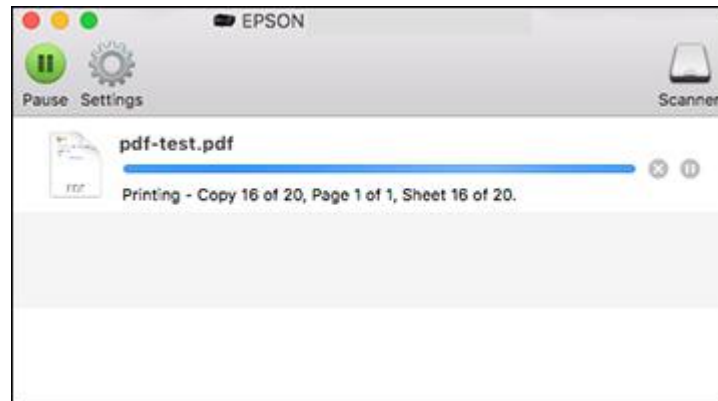 EPSON
Pause Settings Scanner
pdf-test.pdf
PDF
Printing - Copy 16 of 20, Page 1 of 1, Sheet 16 of 20.